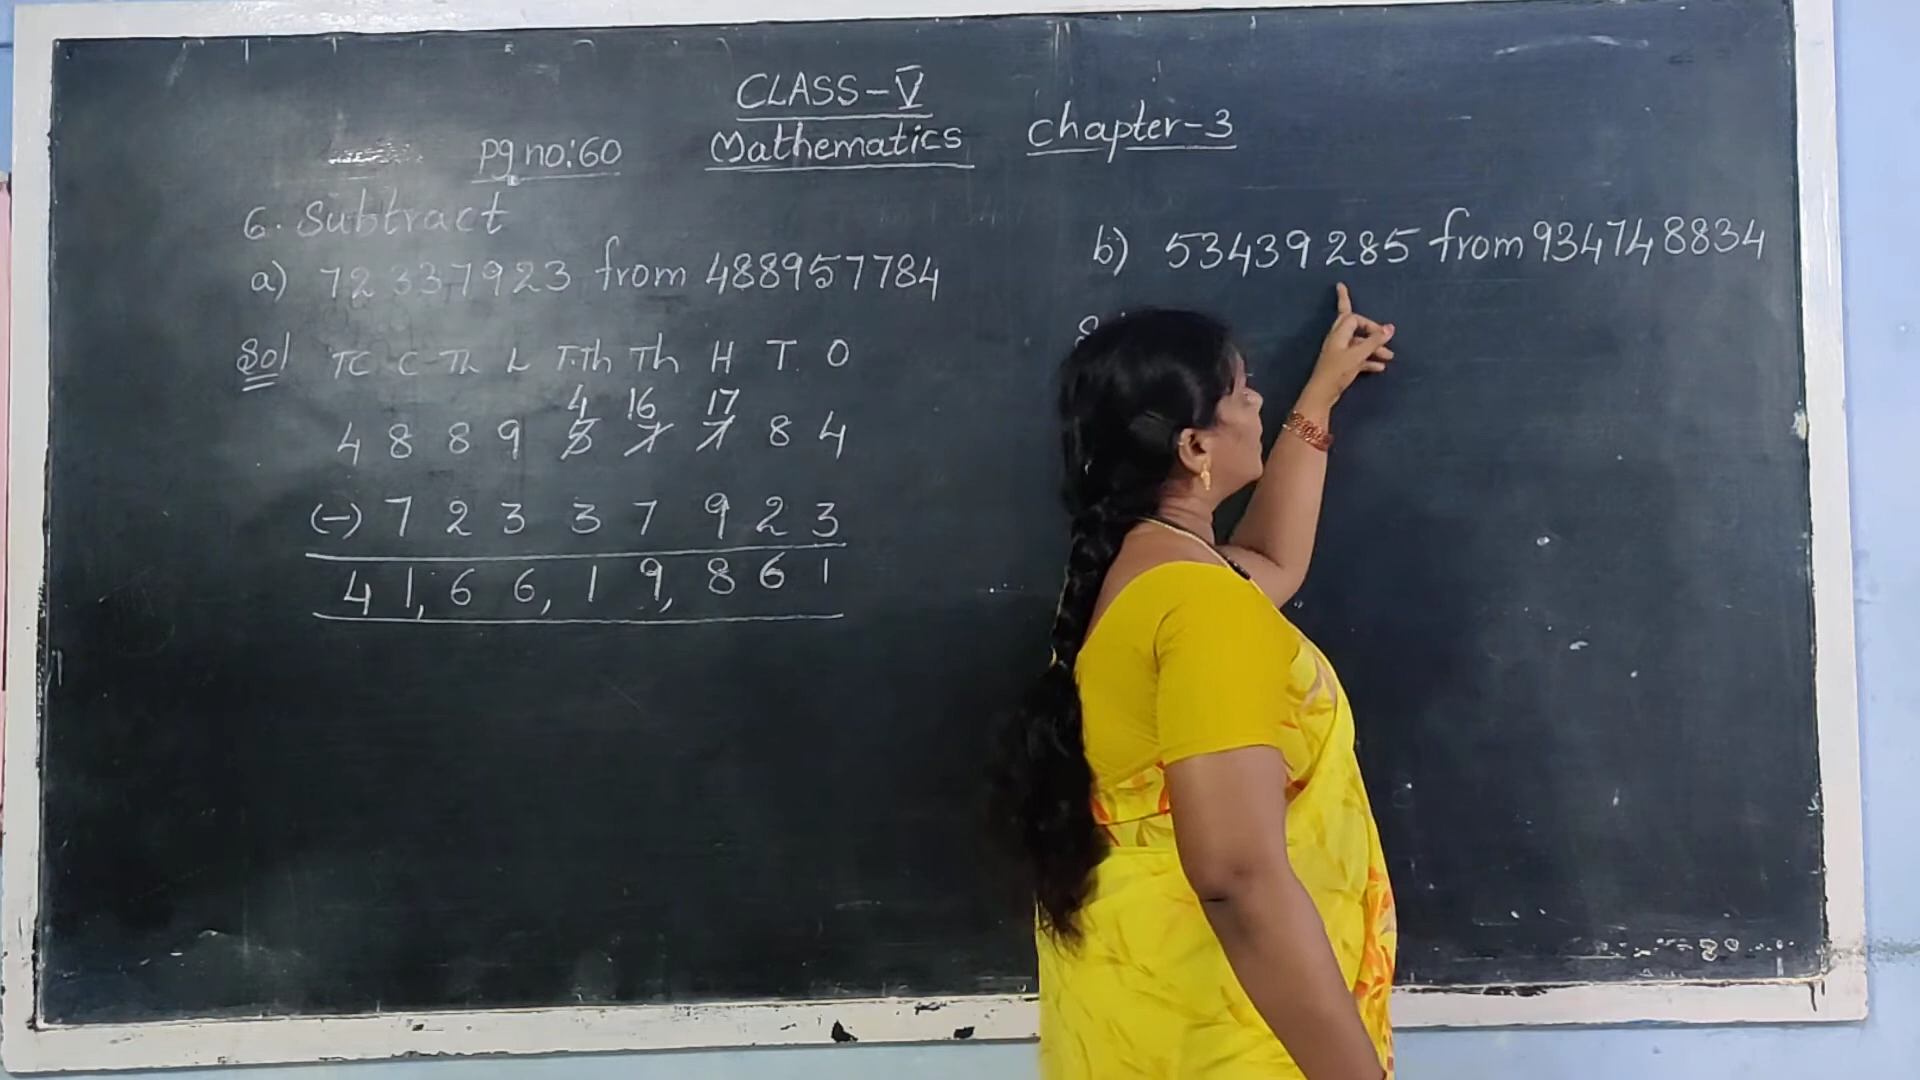 CLASS-V
pg no:60 Mathematics Chapter-3
6. Subtract
a) 72337923 from 488957784
Sol TC C TL L T.Th Th H T O
4 16 17
4 8 8 9 5 7 7 8 4
(-) 7 2 3 3 7 9 2 3
4 1, 6 6, 1 9, 8 6 1
b) 53439285 from 934748834